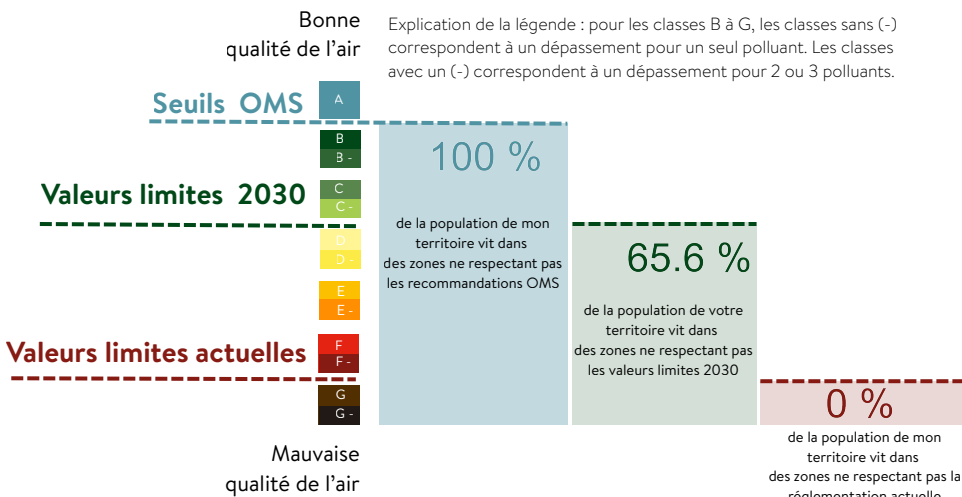 Bonne
qualité de l'air
Explication de la légende : pour les classes B à G, les classes sans (-)
correspondent à un dépassement pour un seul polluant. Les classes
avec un (-) correspondent à un dépassement pour 2 ou 3 polluants.
Seuils OMS
A
B
B -
Valeurs limites 2030
C
C -
D
D -
E
E -
Valeurs limites actuelles
F
F -
G
G -
Mauvaise
qualité de l'air
100 %
de la population de mon
territoire vit dans
des zones ne respectant pas
les recommandations OMS
65.6 %
de la population de votre
territoire vit dans
des zones ne respectant pas
les valeurs limites 2030
0 %
de la population de mon
territoire vit dans
des zones ne respectant pas la
réglementation actuelle